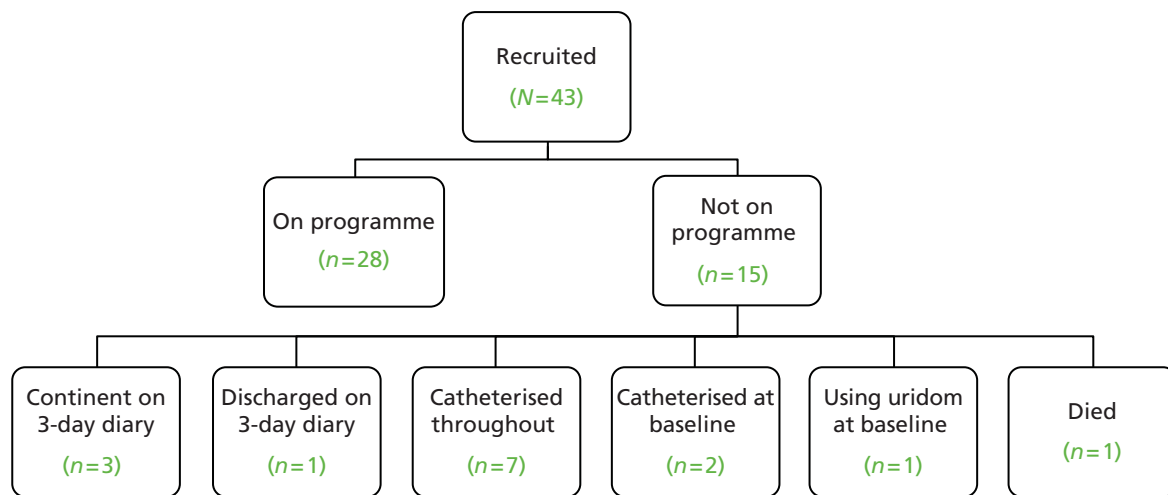 Recruited
(N=43)
On programme
(n=28)
Not on
programme
(n=15)
Continent on
3-day diary
(n=3)
Discharged on
3-day diary
(n=1)
Catheterised
throughout
(n=7)
Catheterised at
baseline
(n=2)
Using uridom
at baseline
(n=1)
Died
(n=1)